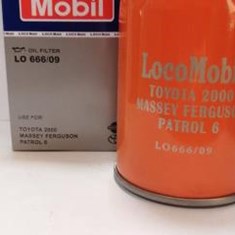 Mobil
OIL FILTER
LO 666/09
USE FOR
TOYOTA 2000
MASSEY FERGUSON
PATROL 6
LocoMobi
TOYOTA 2000
MASSEY FERGUS
PATROL 6
LO666/09